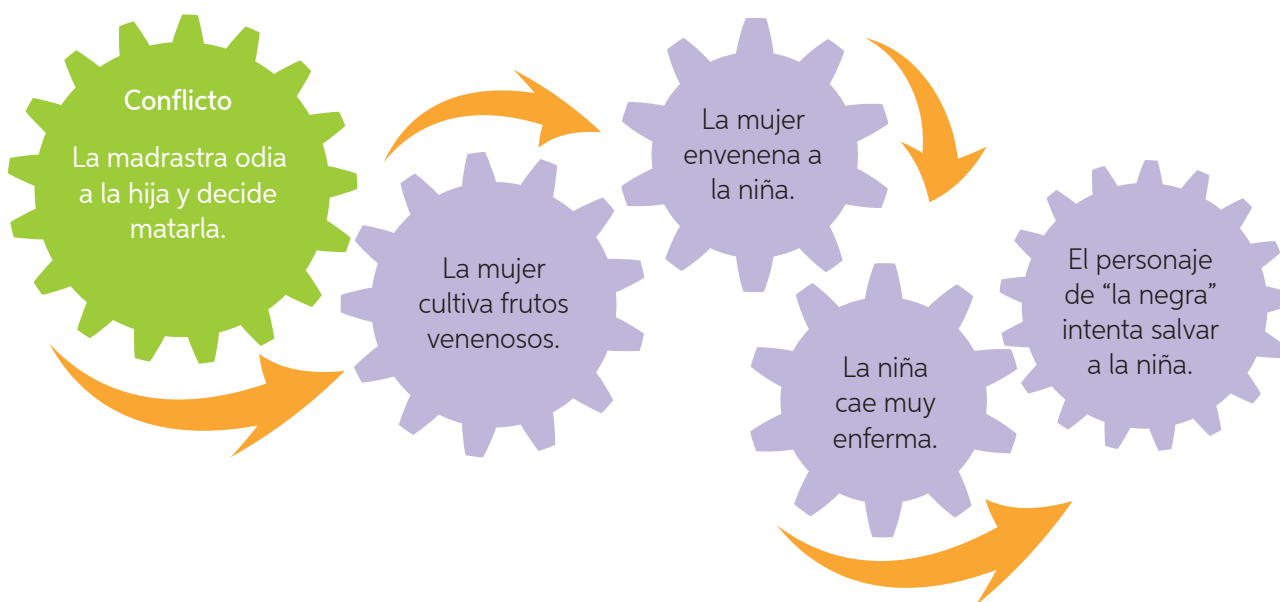 Conflicto
La madrastra odia
a la hija y decide
matarla.
La mujer
cultiva frutos
venenosos.
La mujer
envenena a
la niña.
La niña
cae muy
enferma.
El personaje
de “la negra”
intenta salvar
a la niña.